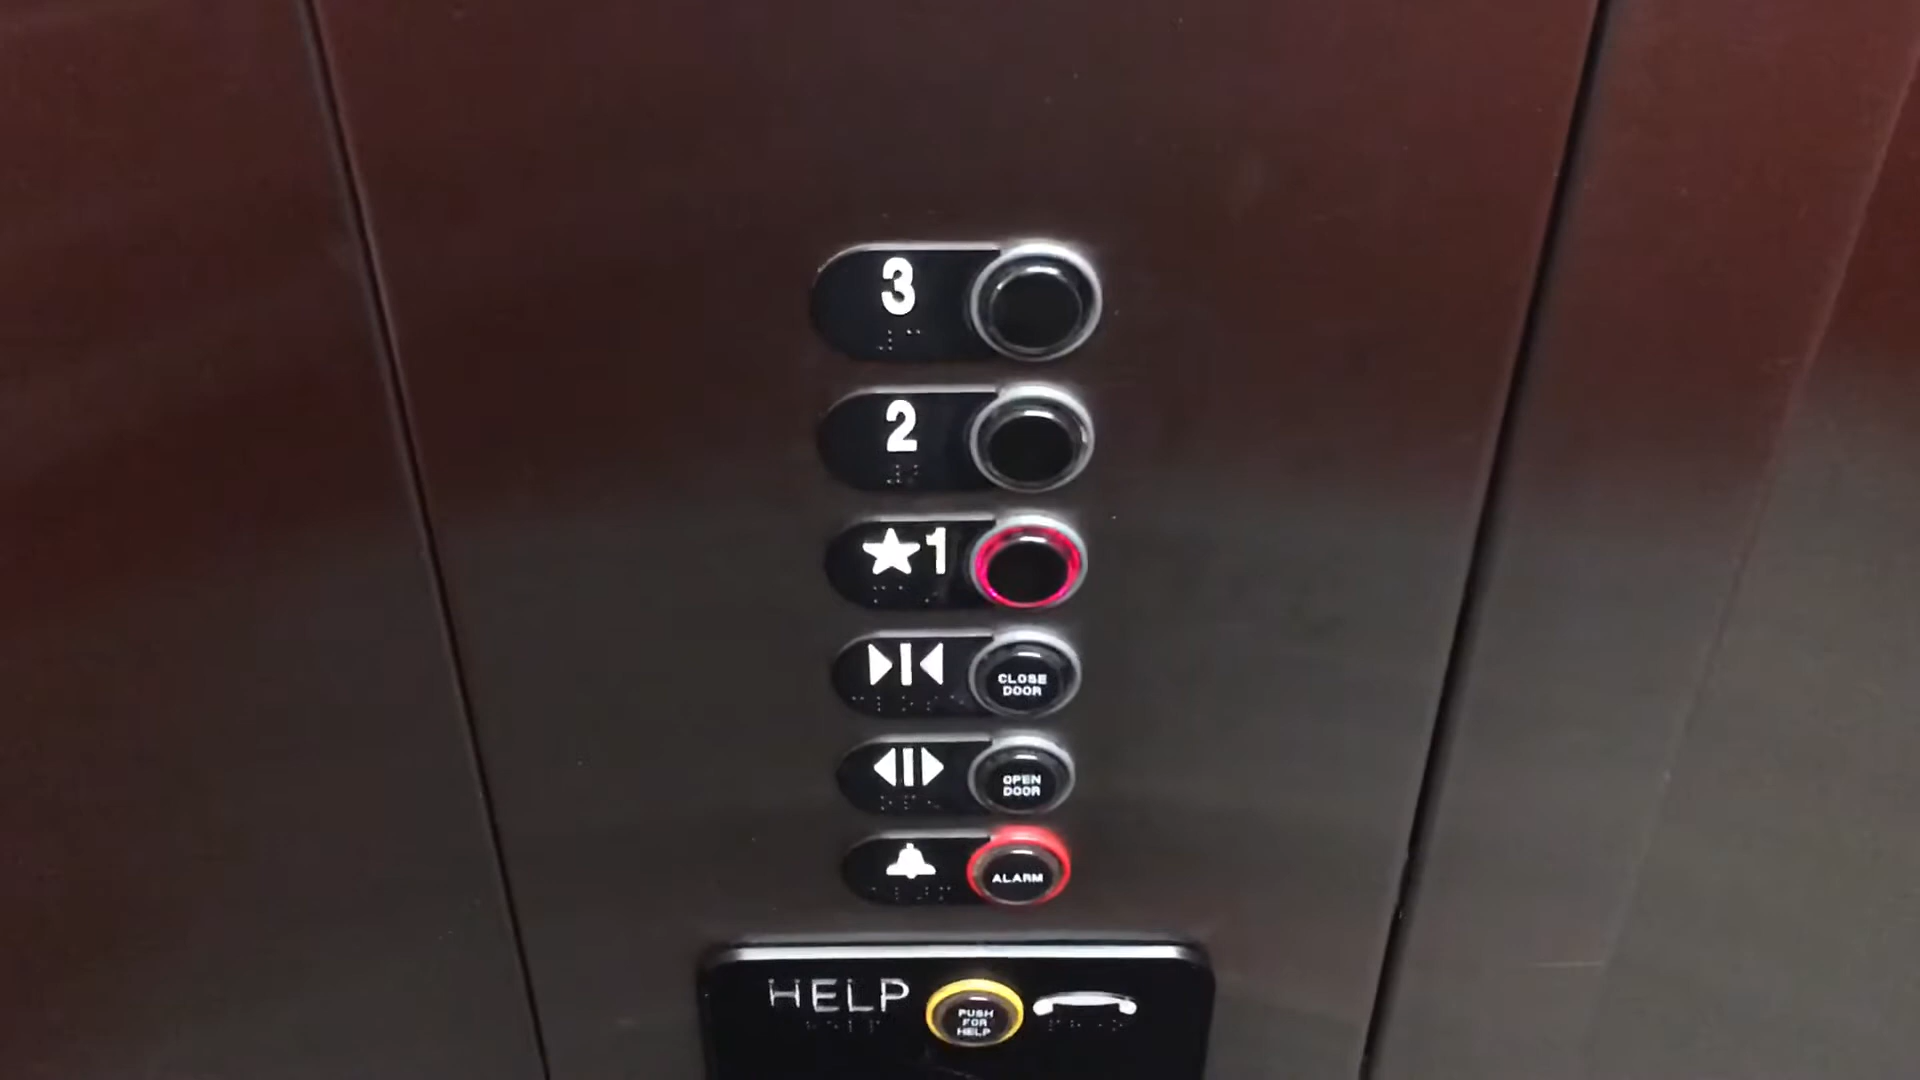 3
2
★1
CLOSE
DOOR
OPEN
DOOR
ALARM
HELP
PUSH
FOR
HELP